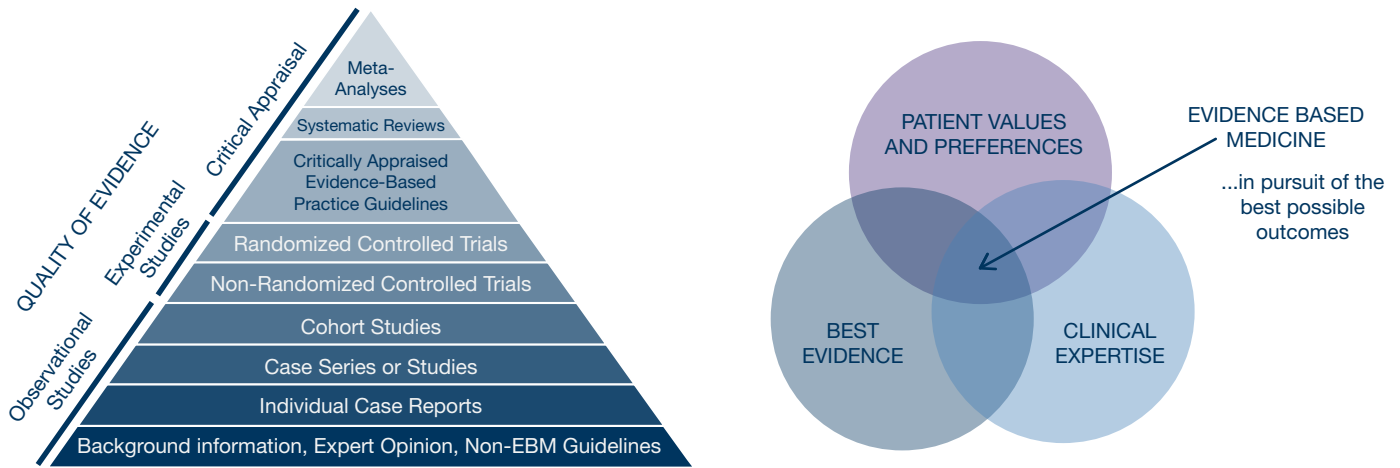 QUALITY OF EVIDENCE
Critical Appraisal
Experimental
Studies
Observational
Studies
Meta-
Analyses
Systematic Reviews
Critically Appraised
Evidence-Based
Practice Guidelines
Randomized Controlled Trials
Non-Randomized Controlled Trials
Cohort Studies
Case Series or Studies
Individual Case Reports
Background information, Expert Opinion, Non-EBM Guidelines
PATIENT VALUES
AND PREFERENCES
EVIDENCE BASED
MEDICINE
...in pursuit of the
best possible
outcomes
BEST
EVIDENCE
CLINICAL
EXPERTISE